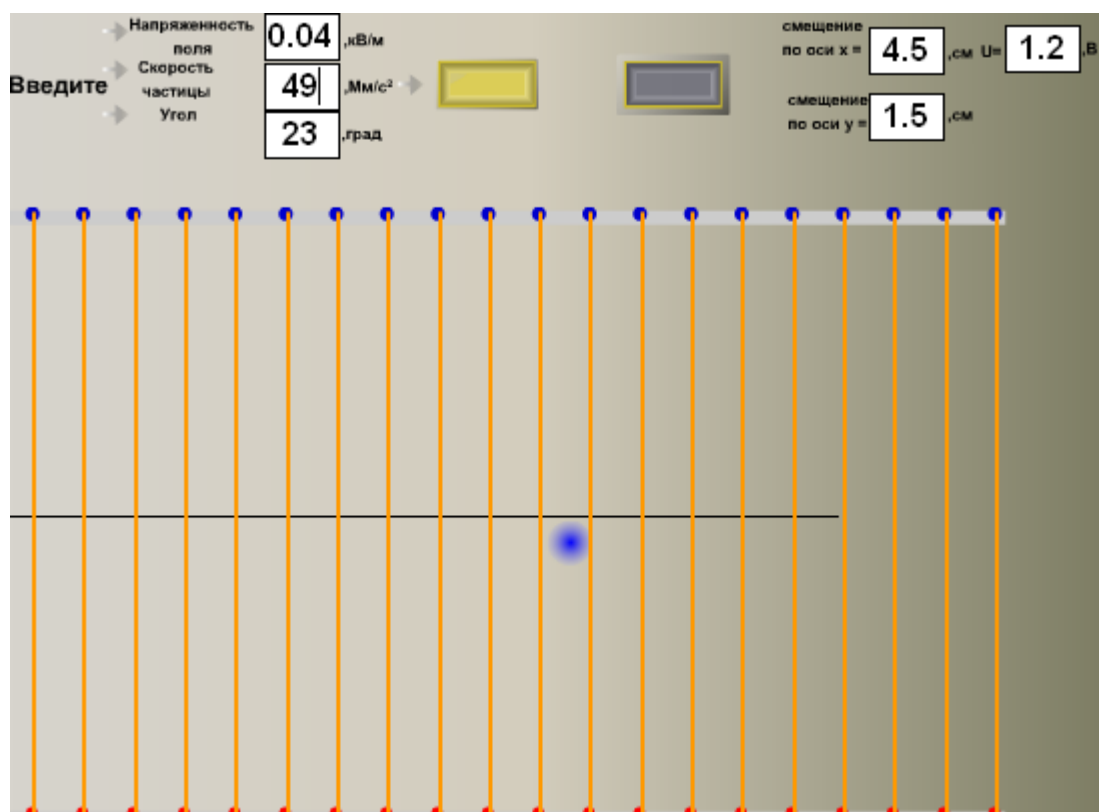 Напряженность
поля
0.04 ,кВ/м
Введите
Скорость
частицы
49 ,Мм/с²
Угол
23 ,град
смещение
по оси х = 4.5 ,см U= 1.2 ,В
смещение
по оси у = 1.5 ,см